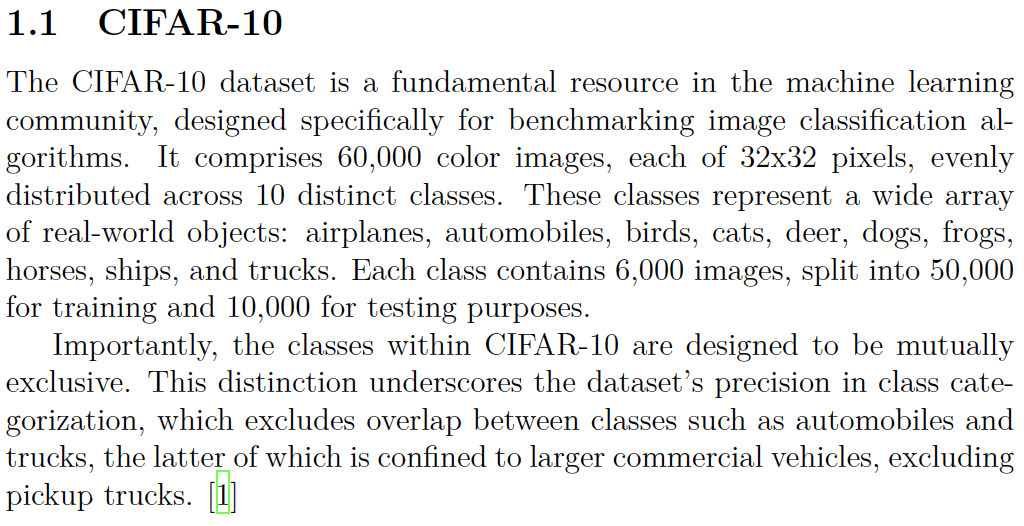 1.1 CIFAR-10
The CIFAR-10 dataset is a fundamental resource in the machine learning
community, designed specifically for benchmarking image classification al-
gorithms. It comprises 60,000 color images, each of 32x32 pixels, evenly
distributed across 10 distinct classes. These classes represent a wide array
of real-world objects: airplanes, automobiles, birds, cats, deer, dogs, frogs,
horses, ships, and trucks. Each class contains 6,000 images, split into 50,000
for training and 10,000 for testing purposes.
Importantly, the classes within CIFAR-10 are designed to be mutually
exclusive. This distinction underscores the dataset's precision in class cate-
gorization, which excludes overlap between classes such as automobiles and
trucks, the latter of which is confined to larger commercial vehicles, excluding
pickup trucks. [1]